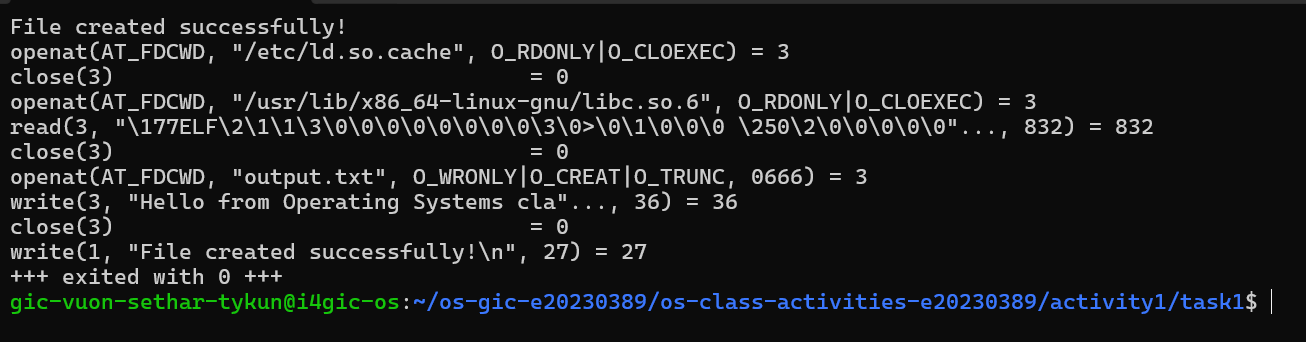 File created successfully!
openat(AT_FDCWD, "/etc/ld.so.cache", O_RDONLY|O_CLOEXEC) = 3
close(3)                                = 0
openat(AT_FDCWD, "/usr/lib/x86_64-linux-gnu/libc.so.6", O_RDONLY|O_CLOEXEC) = 3
read(3, "\177ELF\2\1\1\3\0\0\0\0\0\0\0\0\3\0>\0\1\0\0\0 \250\2\0\0\0\0\0"..., 832) = 832
close(3)                                = 0
openat(AT_FDCWD, "output.txt", O_WRONLY|O_CREAT|O_TRUNC, 0666) = 3
write(3, "Hello from Operating Systems cla"..., 36) = 36
close(3)                                = 0
write(1, "File created successfully!\n", 27) = 27
+++ exited with 0 +++
gic-vuon-sethar-tykun@i4gic-os:~/os-gic-e20230389/os-class-activities-e20230389/activity1/task1$